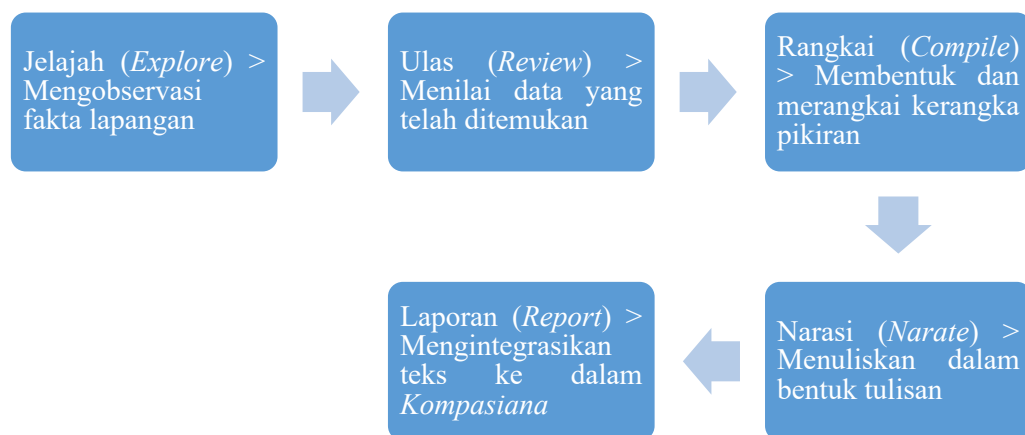 Jelajah (Explore) >
Mengobservasi
fakta lapangan
Ulas (Review) >
Menilai data yang
telah ditemukan
Rangkai (Compile)
> Membentuk dan
merangkai kerangka
pikiran
Narasi (Narate) >
Menuliskan dalam
bentuk tulisan
Laporan (Report) >
Mengintegrasikan
teks ke dalam
Kompasiana